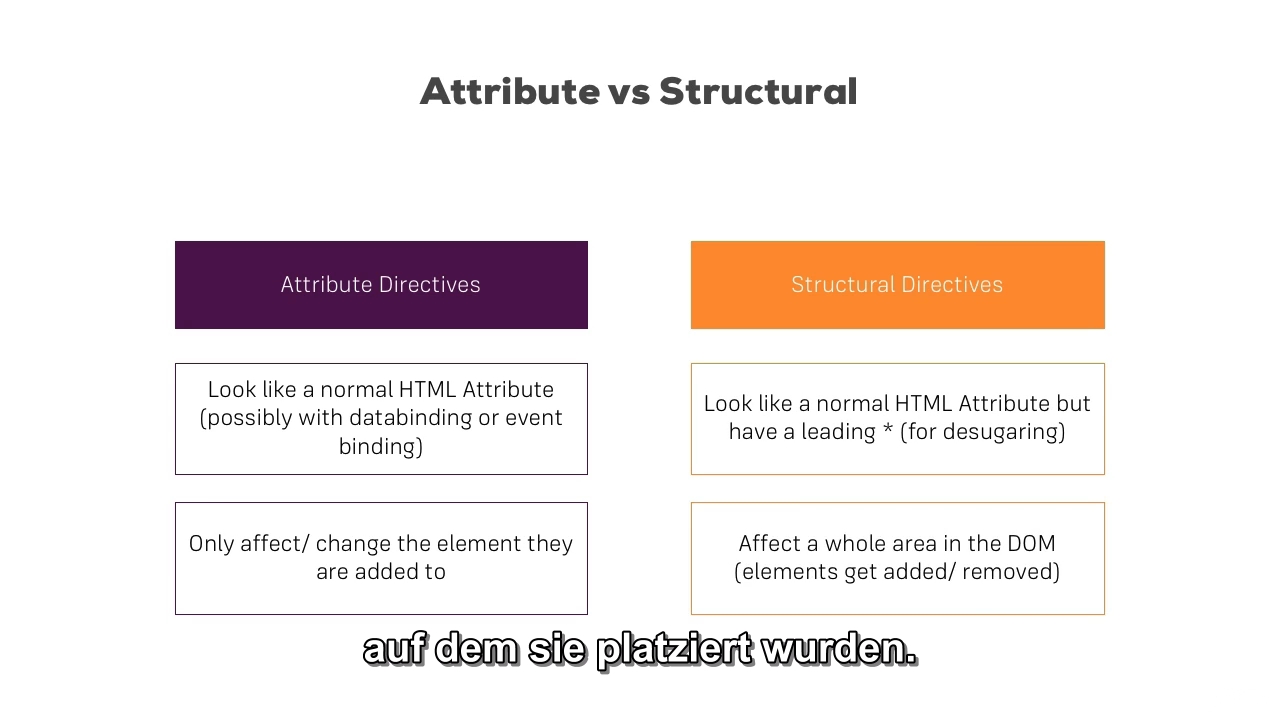 Attribute vs Structural
Attribute Directives
Look like a normal HTML Attribute
(possibly with databinding or event
binding)
Only affect/ change the element they
are added to
Structural Directives
Look like a normal HTML Attribute but
have a leading * (for desugaring)
Affect a whole area in the DOM
(elements get added/ removed)
auf dem sie platziert wurden.